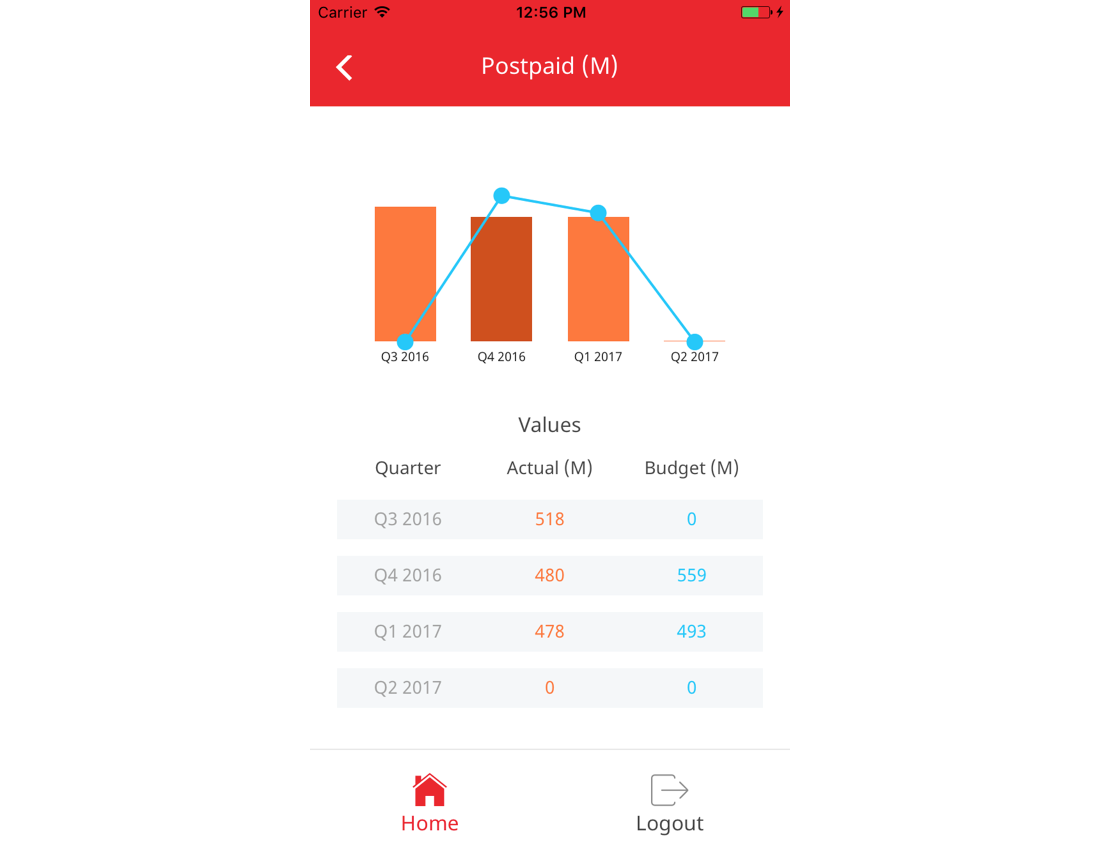 Carrier 12:56 PM
Postpaid (M)
Q3 2016 Q4 2016 Q1 2017 Q2 2017
Values
Quarter Actual (M) Budget (M)
Q3 2016 518 0
Q4 2016 480 559
Q1 2017 478 493
Q2 2017 0 0
Home Logout